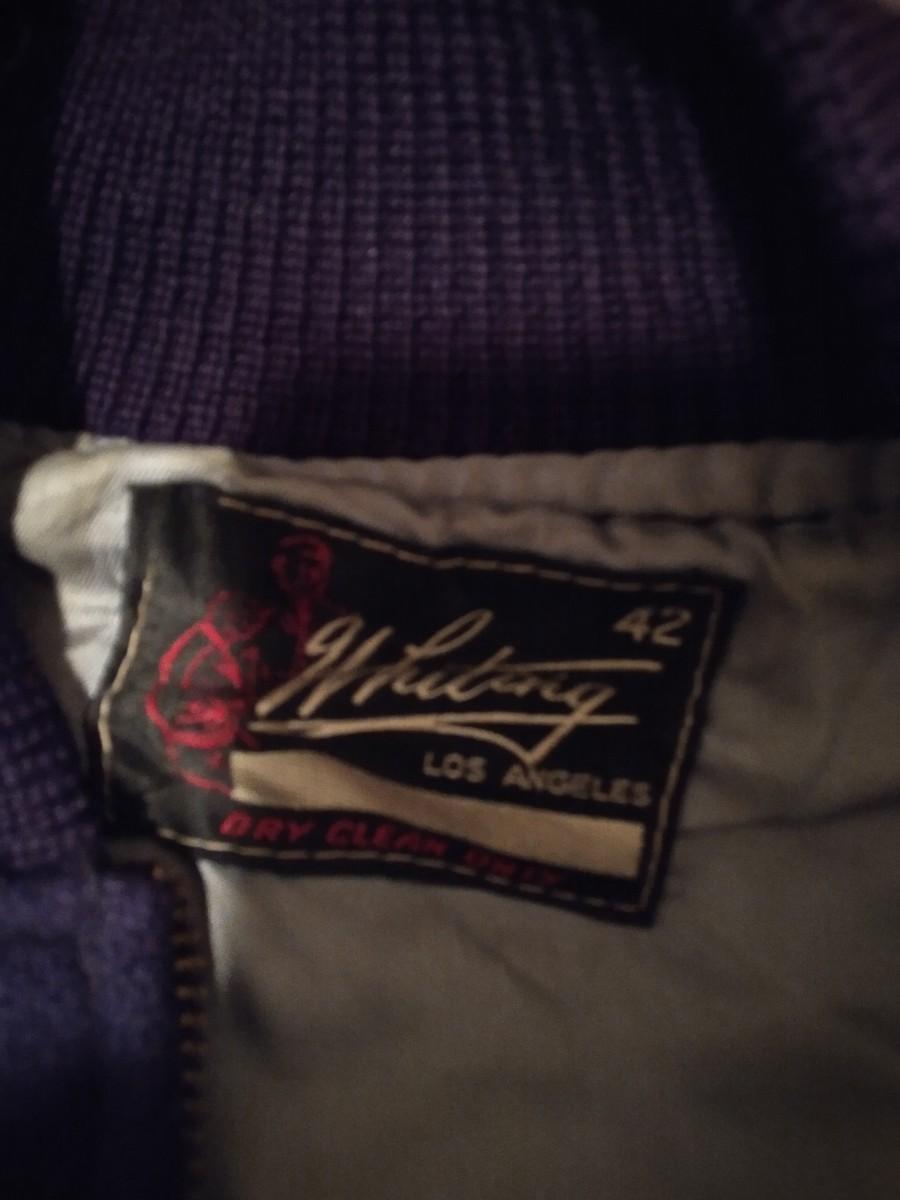 42
Whiting
LOS ANGELES
DRY CLEAN ONLY